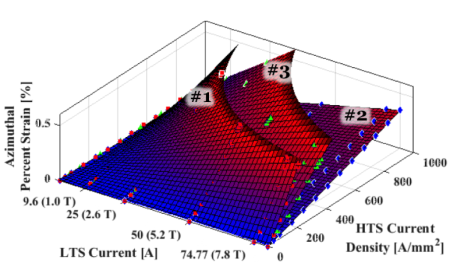 #1
#3
#2
Azimuthal
Percent Strain [%]
0.5
0
9.6 (1.0 T)
25 (2.6 T)
50 (5.2 T)
74.77 (7.8 T)
LTS Current [A]
0
200
400
600
800
1000
HTS Current
Density [A/mm²]